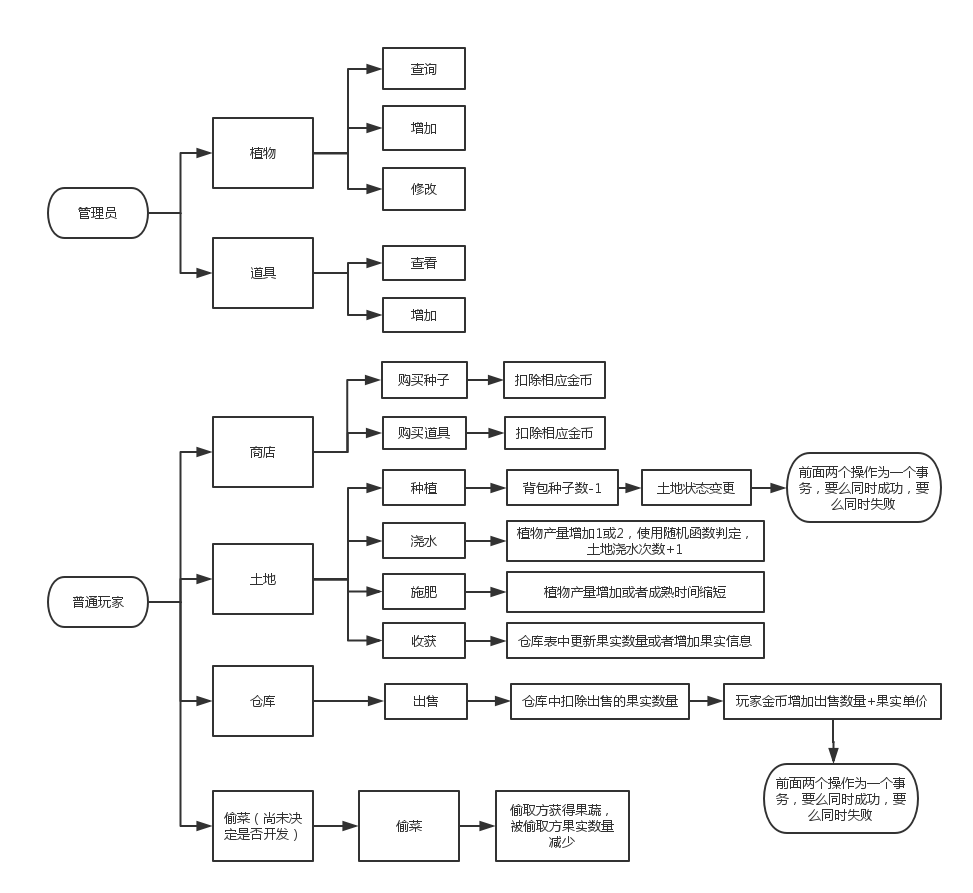 查询
增加
植物
修改
管理员
道具
查看
增加
商店
购买种子
扣除相应金币
购买道具
扣除相应金币
普通玩家
土地
种植
背包种子数-1
土地状态变更
前面两个操作为一个事
务，要么同时成功，要
么同时失败
浇水
植物产量增加1或2，使用随机函数判定，
土地浇水次数+1
施肥
植物产量增加或者成熟时间缩短
收获
仓库表中更新果实数量或者增加果实信息
仓库
出售
仓库中扣除出售的果实数量
玩家金币增加出售数量+果实单价
前面两个操作为一个事
务，要么同时成功，要
么同时失败
偷菜（尚未决
定是否开发）
偷菜
偷取方获得果蔬，
被偷取方果实数量
减少